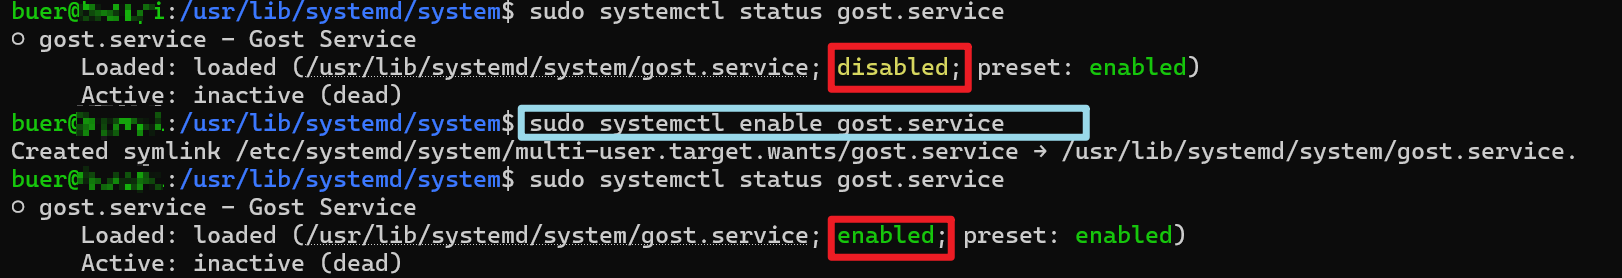 buer@ i:/usr/lib/systemd/system$ sudo systemctl status gost.service
○ gost.service - Gost Service
Loaded: loaded (/usr/lib/systemd/system/gost.service; disabled; preset: enabled)
Active: inactive (dead)
buer@ :/usr/lib/systemd/system$ sudo systemctl enable gost.service
Created symlink /etc/systemd/system/multi-user.target.wants/gost.service → /usr/lib/systemd/system/gost.service.
buer@ :/usr/lib/systemd/system$ sudo systemctl status gost.service
○ gost.service - Gost Service
Loaded: loaded (/usr/lib/systemd/system/gost.service; enabled; preset: enabled)
Active: inactive (dead)